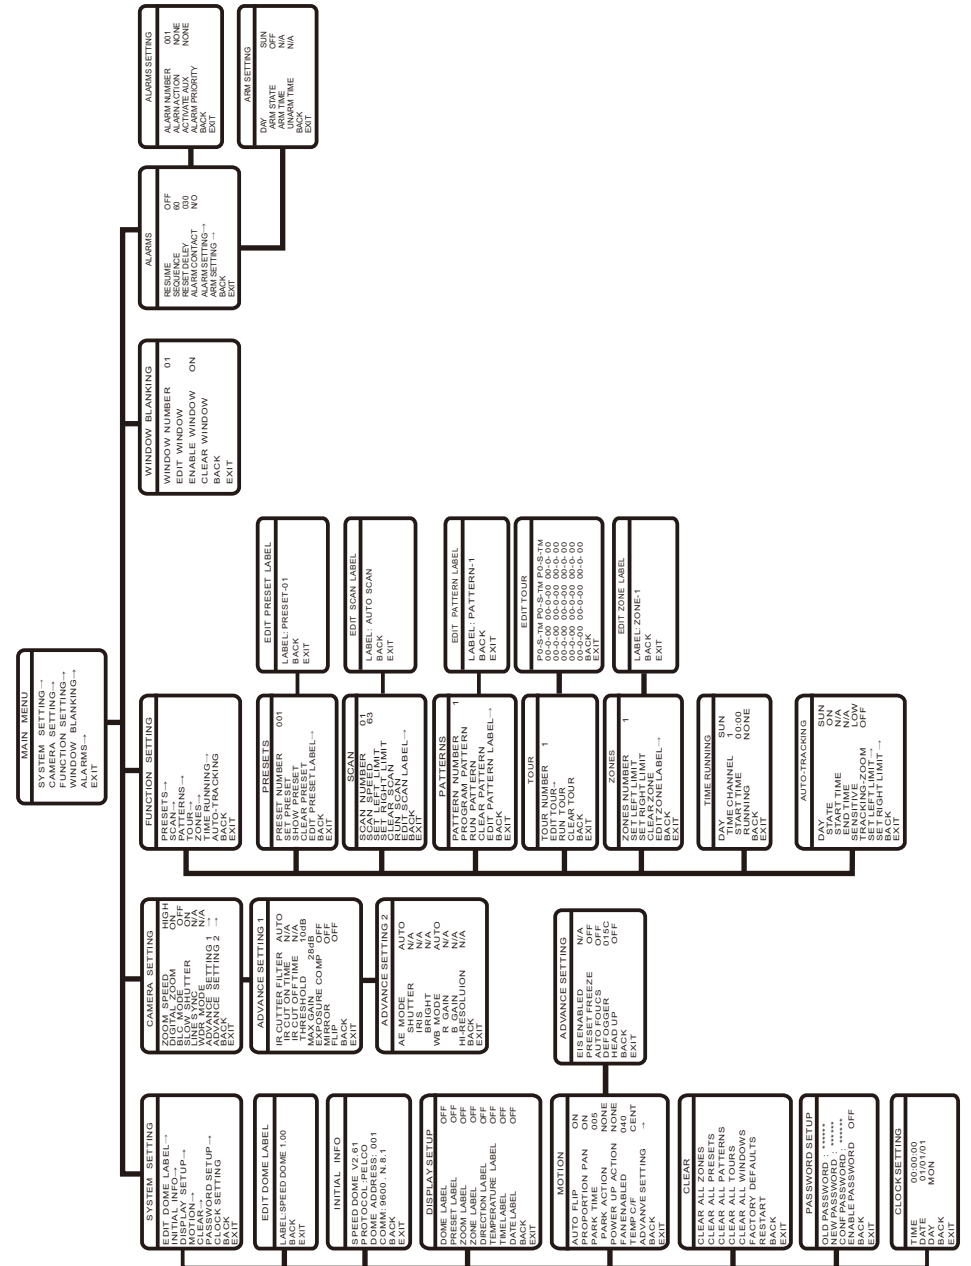 MAIN MENU
SYSTEM SETTING→
CAMERA SETTING→
FUNCTION SETTING→
WINDOW BLANKING→
ALARMS→
EXIT
SYSTEM SETTING
EDIT DOME LABEL→
INITIAL INFO→
DISPLAY SETUP→
MOTION→
CLEAR→
PASSWORD SETUP→
CLOCK SETTING
BACK
EXIT
EDIT DOME LABEL
LABEL:SPEED DOME 1.00
BACK
EXIT
INITIAL INFO
SPEED DOME V2.61
PROTOCOL:PELCO
DOME ADDRESS: 001
COMM: 9600 . N.8.1
BACK
EXIT
DISPLAY SETUP
DOME LABEL OFF
PRESET LABEL OFF
ZOOM LABEL OFF
ZONE LABEL OFF
DIRECTION LABEL OFF
TEMPERATURE LABEL OFF
TIME LABEL OFF
DATE LABEL OFF
BACK
EXIT
MOTION
AUTO FLIP ON
PROPORTION PAN ON
PARK TIME 005
PARK ACTION NONE
POWER UP ACTION NONE
FAN ENABLED 040
TEMP C/F CENT
ADVANVE SETTING →
BACK
EXIT
ADVANCE SETTING
EIS ENABLED N/A
PRESET FREEZE OFF
AUTO FOUCS OFF
DEFOGGER 015C
HEAD UP OFF
BACK
EXIT
CLEAR
CLEAR ALL ZONES
CLEAR ALL PRESETS
CLEAR ALL PATTERNS
CLEAR ALL TOURS
CLEAR ALL WINDOWS
FACTORY DEFAULTS
RESTART
BACK
EXIT
PASSWORD SETUP
OLD PASSWORD : ******
NEW PASSWORD : ******
CONF PASSWORD : ******
ENABLE PASSWORD OFF
BACK
EXIT
CLOCK SETTING
TIME 00:00:00
DATE 01/01/01
DAY MON
BACK
EXIT
CAMERA SETTING
ZOOM SPEED HIGH
DIGITAL ZOOM ON
BLC MODE OFF
SLOW SHUTTER ON
LINE SYNC N/A
WDR MODE N/A
ADVANCE SETTING 1 →
ADVANCE SETTING 2 →
BACK
EXIT
ADVANCE SETTING 1
IR CUTTER FILTER AUTO
IR CUT ON TIME N/A
IR CUT OFF TIME N/A
THRESHOLD 10dB
MAX GAIN 28dB
EXPOSURE COMP OFF
MIRROR OFF
FLIP OFF
BACK
EXIT
ADVANCE SETTING 2
AE MODE AUTO
SHUTTER N/A
IRIS N/A
BRIGHT N/A
WB MODE AUTO
R GAIN N/A
B GAIN N/A
HI-RESOLUION N/A
BACK
EXIT
FUNCTION SETTING
PRESETS→
SCAN→
PATTERNS→
TOUR→
ZONES→
TIME RUNNING→
AUTO-TRACKING
BACK
EXIT
PRESETS
PRESET NUMBER 001
SET PRESET
SHOW PRESET
CLEAR PRESET
EDIT PRESET LABEL→
BACK
EXIT
EDIT PRESET LABEL
LABEL: PRESET-01
BACK
EXIT
SCAN
SCAN NUMBER 01
SCAN SPEED 63
SET LEFT LIMIT
SET RIGHT LIMIT
CLEAR SCAN
RUN SCAN
EDIT SCAN LABEL→
BACK
EXIT
EDIT SCAN LABEL
LABEL: AUTO SCAN
BACK
EXIT
PATTERNS
PATTERN NUMBER 1
PROGRAM PATTERN
RUN PATTERN
CLEAR PATTERN
EDIT PATTERN LABEL→
BACK
EXIT
EDIT PATTERN LABEL
LABEL: PATTERN-1
BACK
EXIT
TOUR
TOUR NUMBER 1
EDIT TOUR→
RUN TOUR
CLEAR TOUR
BACK
EXIT
EDIT TOUR
P0-S-TM P0-S-TM P0-S-TM
00-0-00 00-0-00 00-0-00
00-0-00 00-0-00 00-0-00
00-0-00 00-0-00 00-0-00
00-0-00 00-0-00 00-0-00
00-0-00 00-0-00 00-0-00
BACK
EXIT
ZONES
ZONES NUMBER 1
SET LEFT LIMIT
SET RIGHT LIMIT
CLEAR ZONE
EDIT ZONE LABEL→
BACK
EXIT
EDIT ZONE LABEL
LABEL: ZONE-1
BACK
EXIT
TIME RUNNING
DAY SUN
TIME CHANNEL 1
START TIME 00:00
RUNNING NONE
BACK
EXIT
AUTO-TRACKING
DAY SUN
STATE ON
START TIME N/A
END TIME N/A
SENSITIVE LOW
TRACKING-ZOOM OFF
SET LEFT LIMIT→
SET RIGHT LIMIT→
BACK
EXIT
WINDOW BLANKING
WINDOW NUMBER 01
EDIT WINDOW
ENABLE WINDOW ON
CLEAR WINDOW
BACK
EXIT
ALARMS
RESUME OFF
SEQUENCE 60
RESET DELEY 030
ALARM CONTACT N/O
ALARM SETTING→
ARM SETTING →
BACK
EXIT
ALARMS SETTING
ALARM NUMBER 001
ALARN ACTION NONE
ACTIVATE AUX NONE
ALARM PRIORITY
BACK
EXIT
ARM SETTING
DAY SUN
ARM STATE OFF
ARM TIME N/A
UNARM TIME N/A
BACK
EXIT